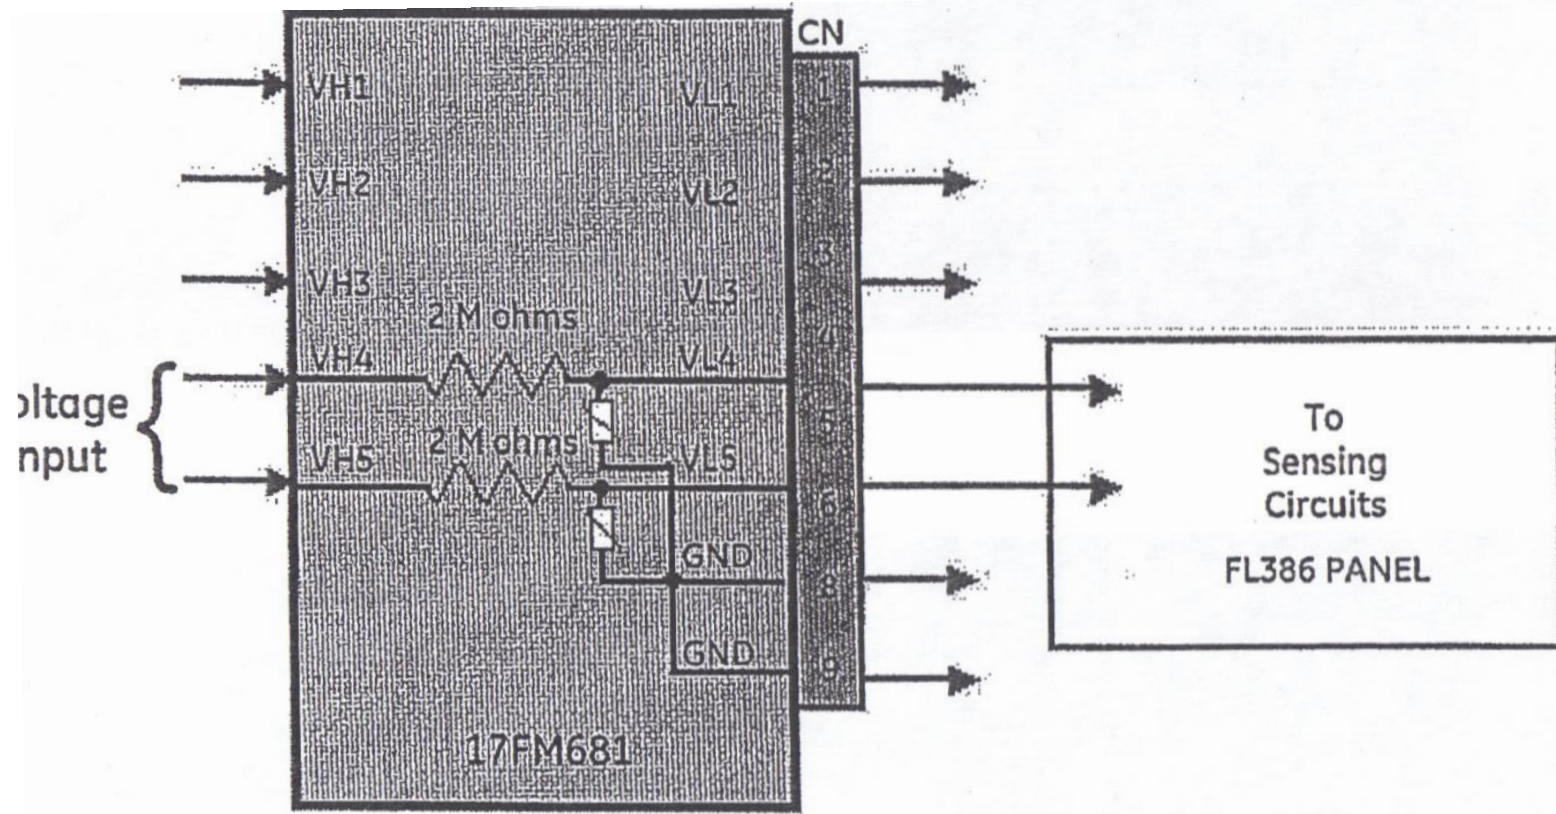 CN
VH1
VL1
1
VH2
VL2
2
VH3
VL3
3
2 M ohms
4
VH4
VL4
oltage
nput
2 M ohms
5
VH5
VL5
6
GND
8
GND
9
17FM681
To
Sensing
Circuits
FL386 PANEL